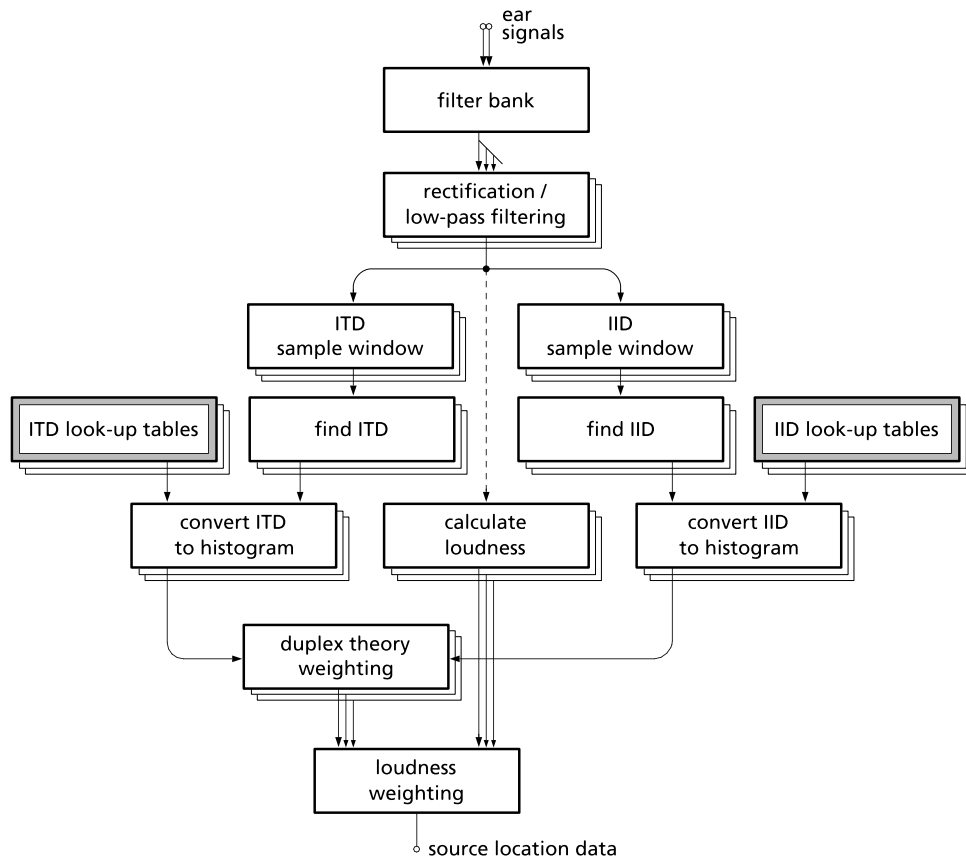 ear
signals
filter bank
rectification /
low-pass filtering
ITD
sample window
IID
sample window
ITD look-up tables
find ITD
find IID
IID look-up tables
convert ITD
to histogram
calculate
loudness
convert IID
to histogram
duplex theory
weighting
loudness
weighting
source location data